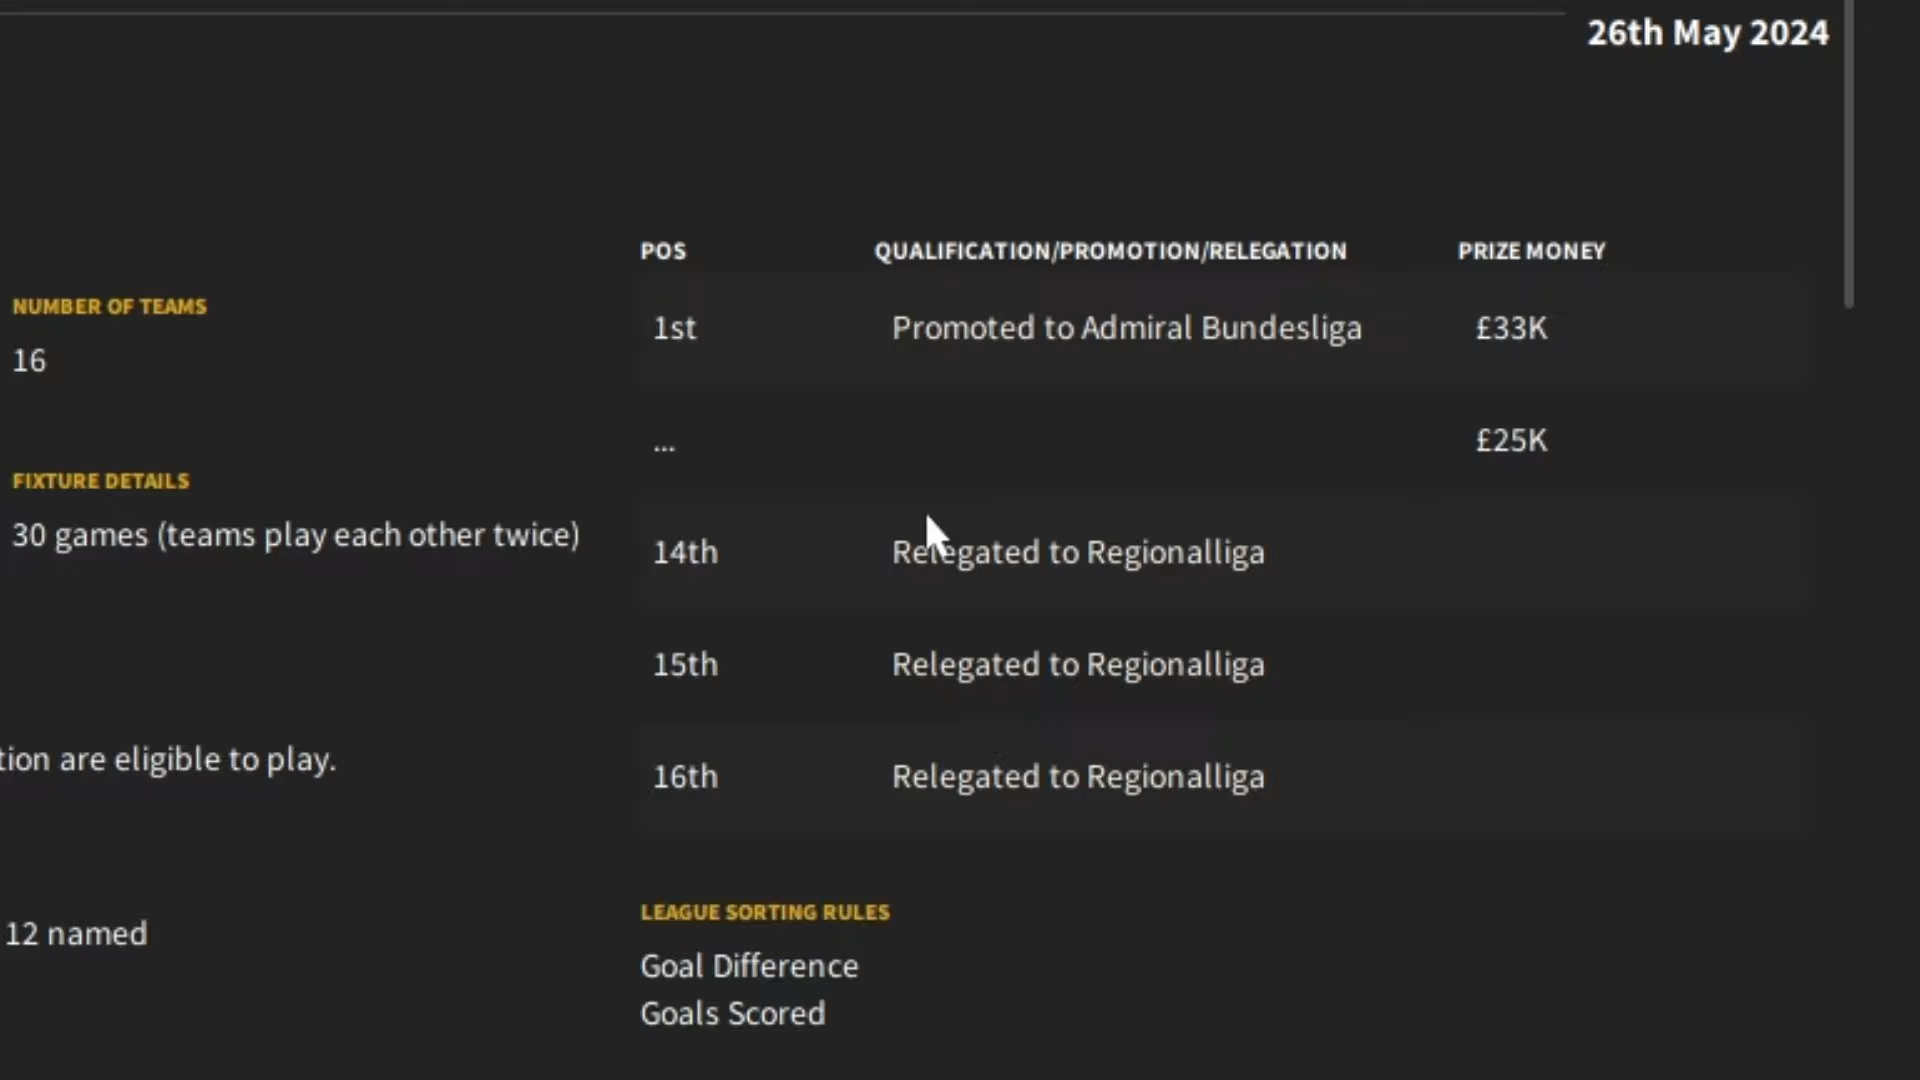 26th May 2024
NUMBER OF TEAMS
16
FIXTURE DETAILS
30 games (teams play each other twice)
tion are eligible to play.
12 named
POS QUALIFICATION/PROMOTION/RELEGATION PRIZE MONEY
1st Promoted to Admiral Bundesliga £33K
... £25K
14th Relegated to Regionalliga
15th Relegated to Regionalliga
16th Relegated to Regionalliga
LEAGUE SORTING RULES
Goal Difference
Goals Scored